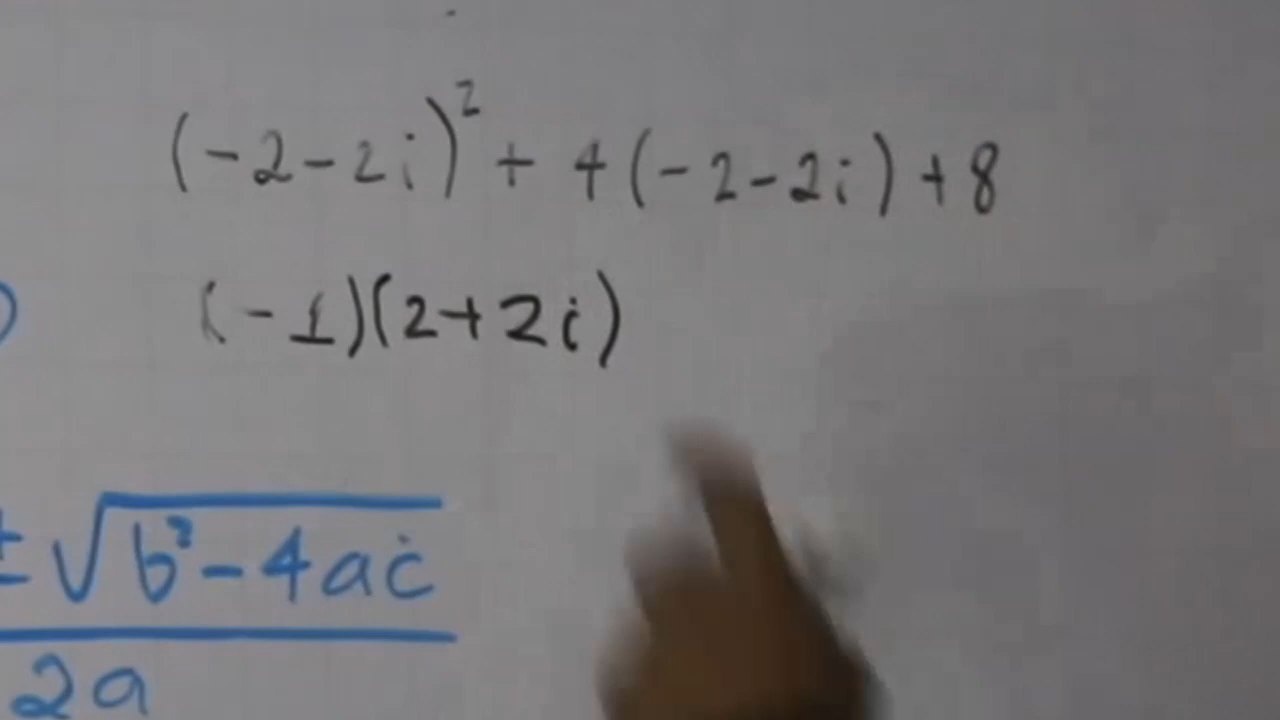 (-2-2i)² + 4(-2-2i)+8
(-1)(2+2i)
)
± √b²-4ac
2a